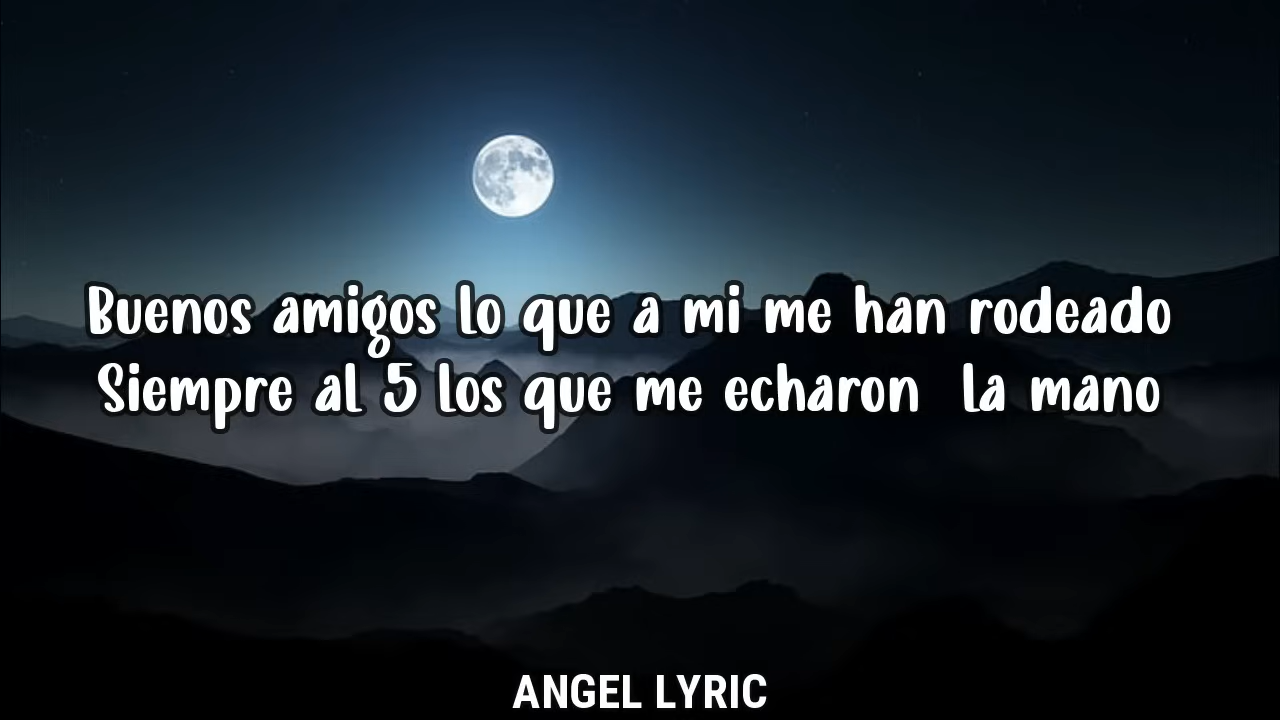 Buenos amigos lo que a mi me han rodeado
Siempre al 5 los que me echaron la mano
ANGEL LYRIC